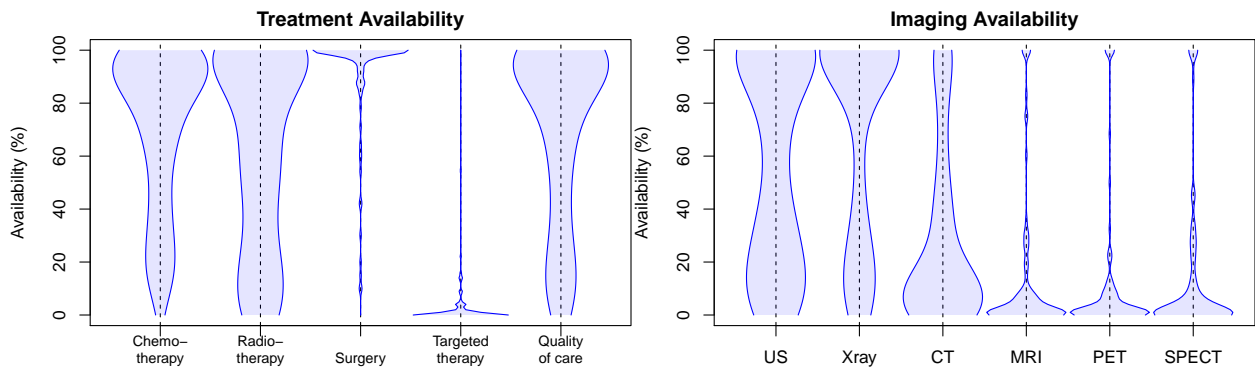 Treatment Availability
Availability (%)
0
20
40
60
80
100
Chemo−
therapy
Radio−
therapy
Surgery
Targeted
therapy
Quality
of care
Imaging Availability
Availability (%)
0
20
40
60
80
100
US
Xray
CT
MRI
PET
SPECT